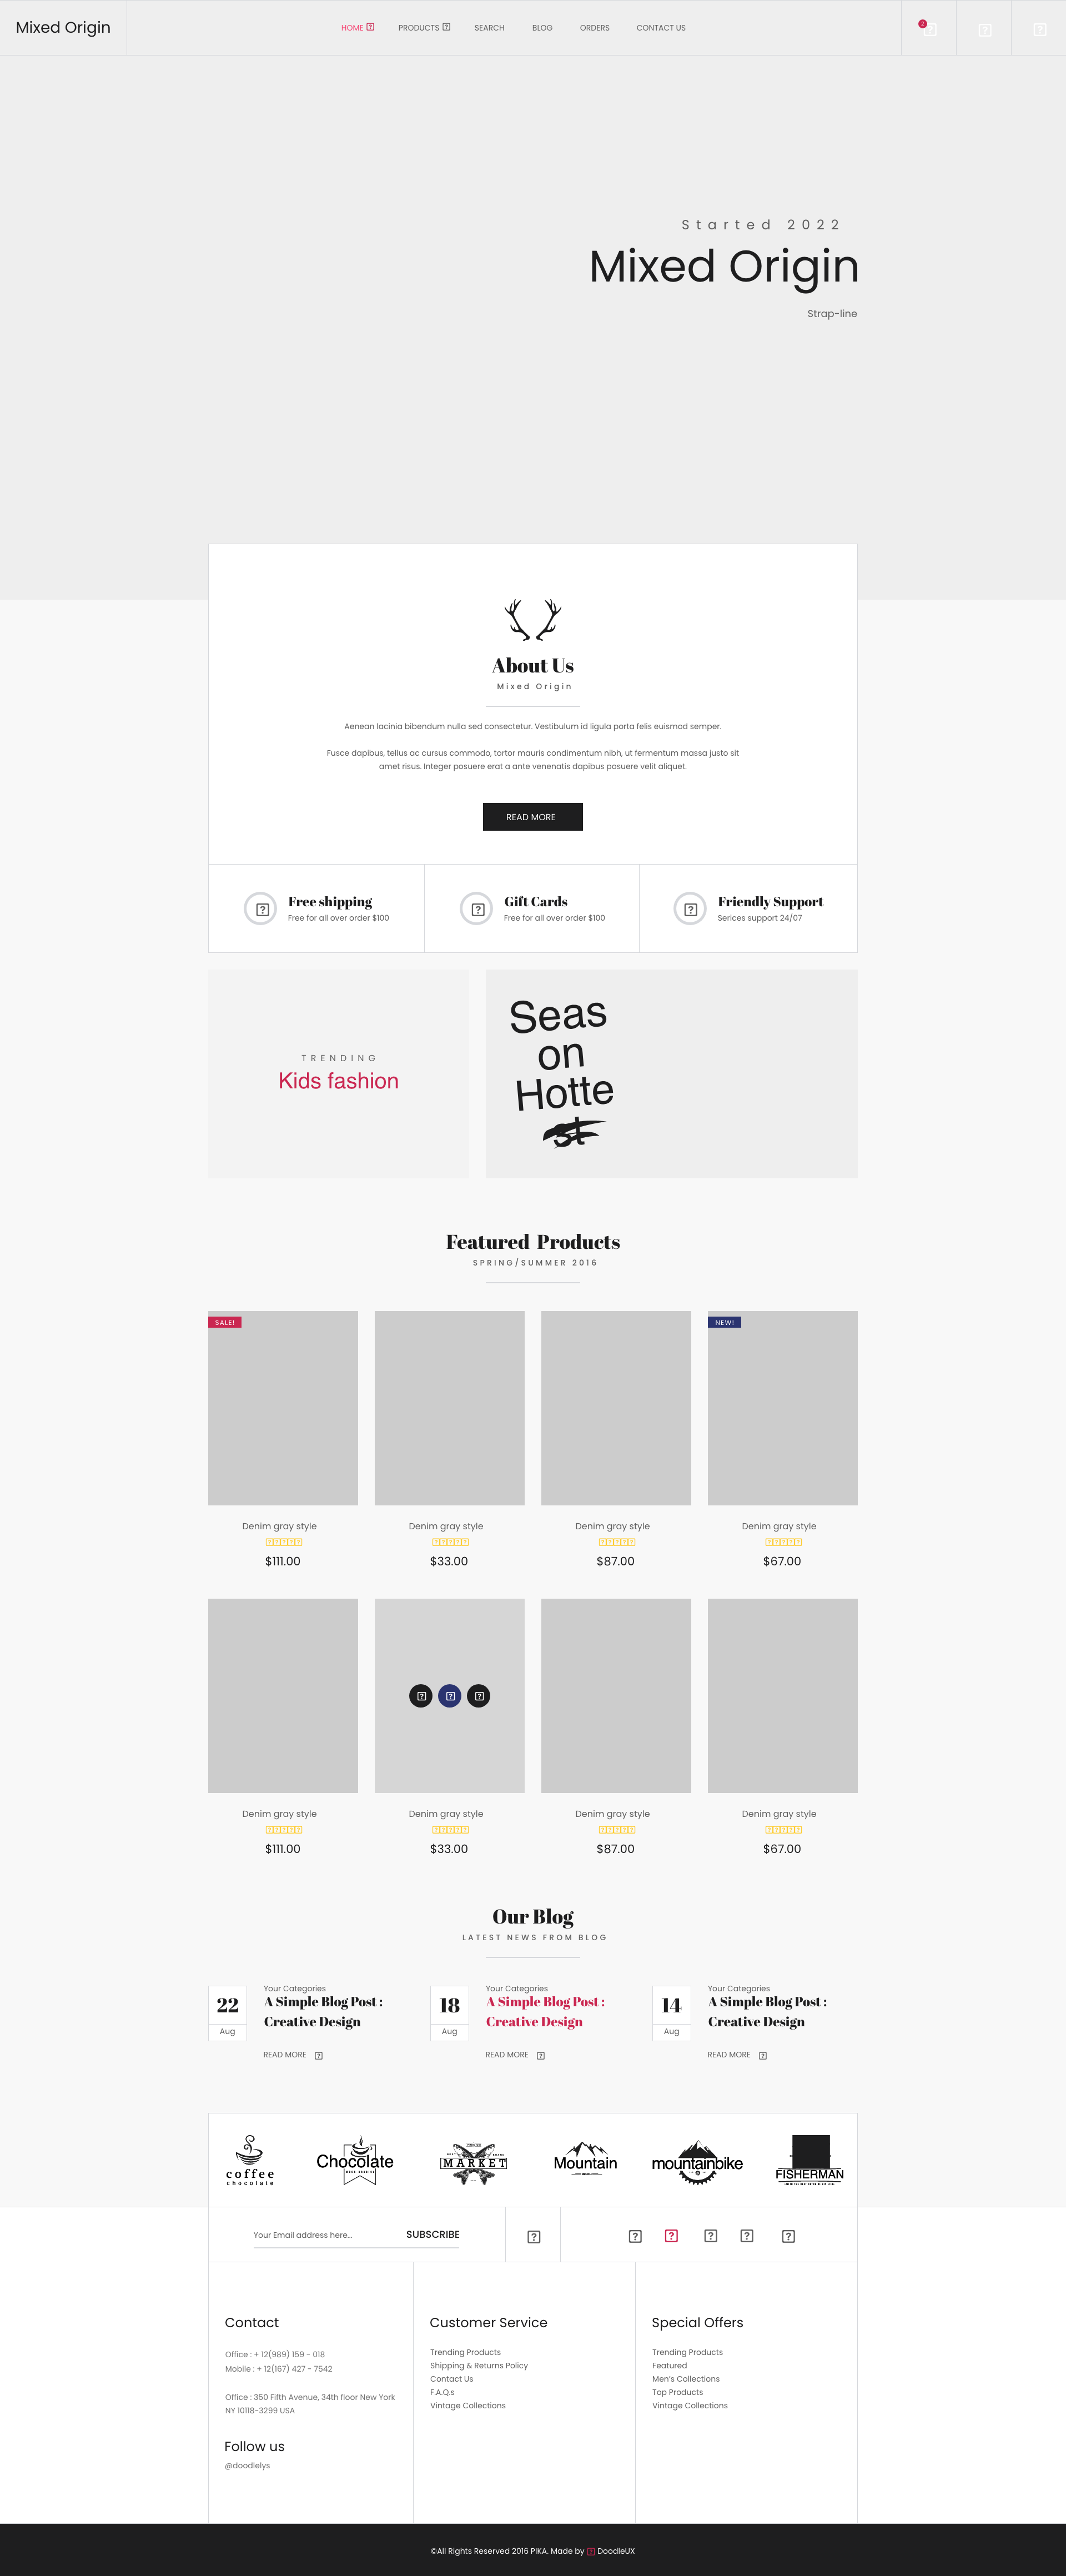 Mixed Origin
HOME PRODUCTS SEARCH BLOG ORDERS CONTACT US
2
Started 2022
Mixed Origin
Strap-line
About Us
Mixed Origin
Aenean lacinia bibendum nulla sed consectetur. Vestibulum id ligula porta felis euismod semper.
Fusce dapibus, tellus ac cursus commodo, tortor mauris condimentum nibh, ut fermentum massa justo sit
amet risus. Integer posuere erat a ante venenatis dapibus posuere velit aliquet.
READ MORE
Free shipping
Free for all over order $100
Gift Cards
Free for all over order $100
Friendly Support
Serices support 24/07
TRENDING
Kids fashion
Seas
on
Hotte
st
Featured Products
SPRING/SUMMER 2016
SALE!
NEW!
Denim gray style
$111.00
Denim gray style
$33.00
Denim gray style
$87.00
Denim gray style
$67.00
Denim gray style
$111.00
Denim gray style
$33.00
Denim gray style
$87.00
Denim gray style
$67.00
Our Blog
LATEST NEWS FROM BLOG
22
Aug
Your Categories
A Simple Blog Post :
Creative Design
READ MORE
18
Aug
Your Categories
A Simple Blog Post :
Creative Design
READ MORE
14
Aug
Your Categories
A Simple Blog Post :
Creative Design
READ MORE
coffee
chocolate
Chocolate
MARKET
Mountain
mountainbike
FISHERMAN
Your Email address here...
SUBSCRIBE
Contact
Office : + 12(989) 159 - 018
Mobile : + 12(167) 427 - 7542
Office : 350 Fifth Avenue, 34th floor New York
NY 10118-3299 USA
Follow us
@doodlelys
Customer Service
Trending Products
Shipping & Returns Policy
Contact Us
F.A.Q.s
Vintage Collections
Special Offers
Trending Products
Featured
Men's Collections
Top Products
Vintage Collections
©All Rights Reserved 2016 PIKA. Made by DoodleUX